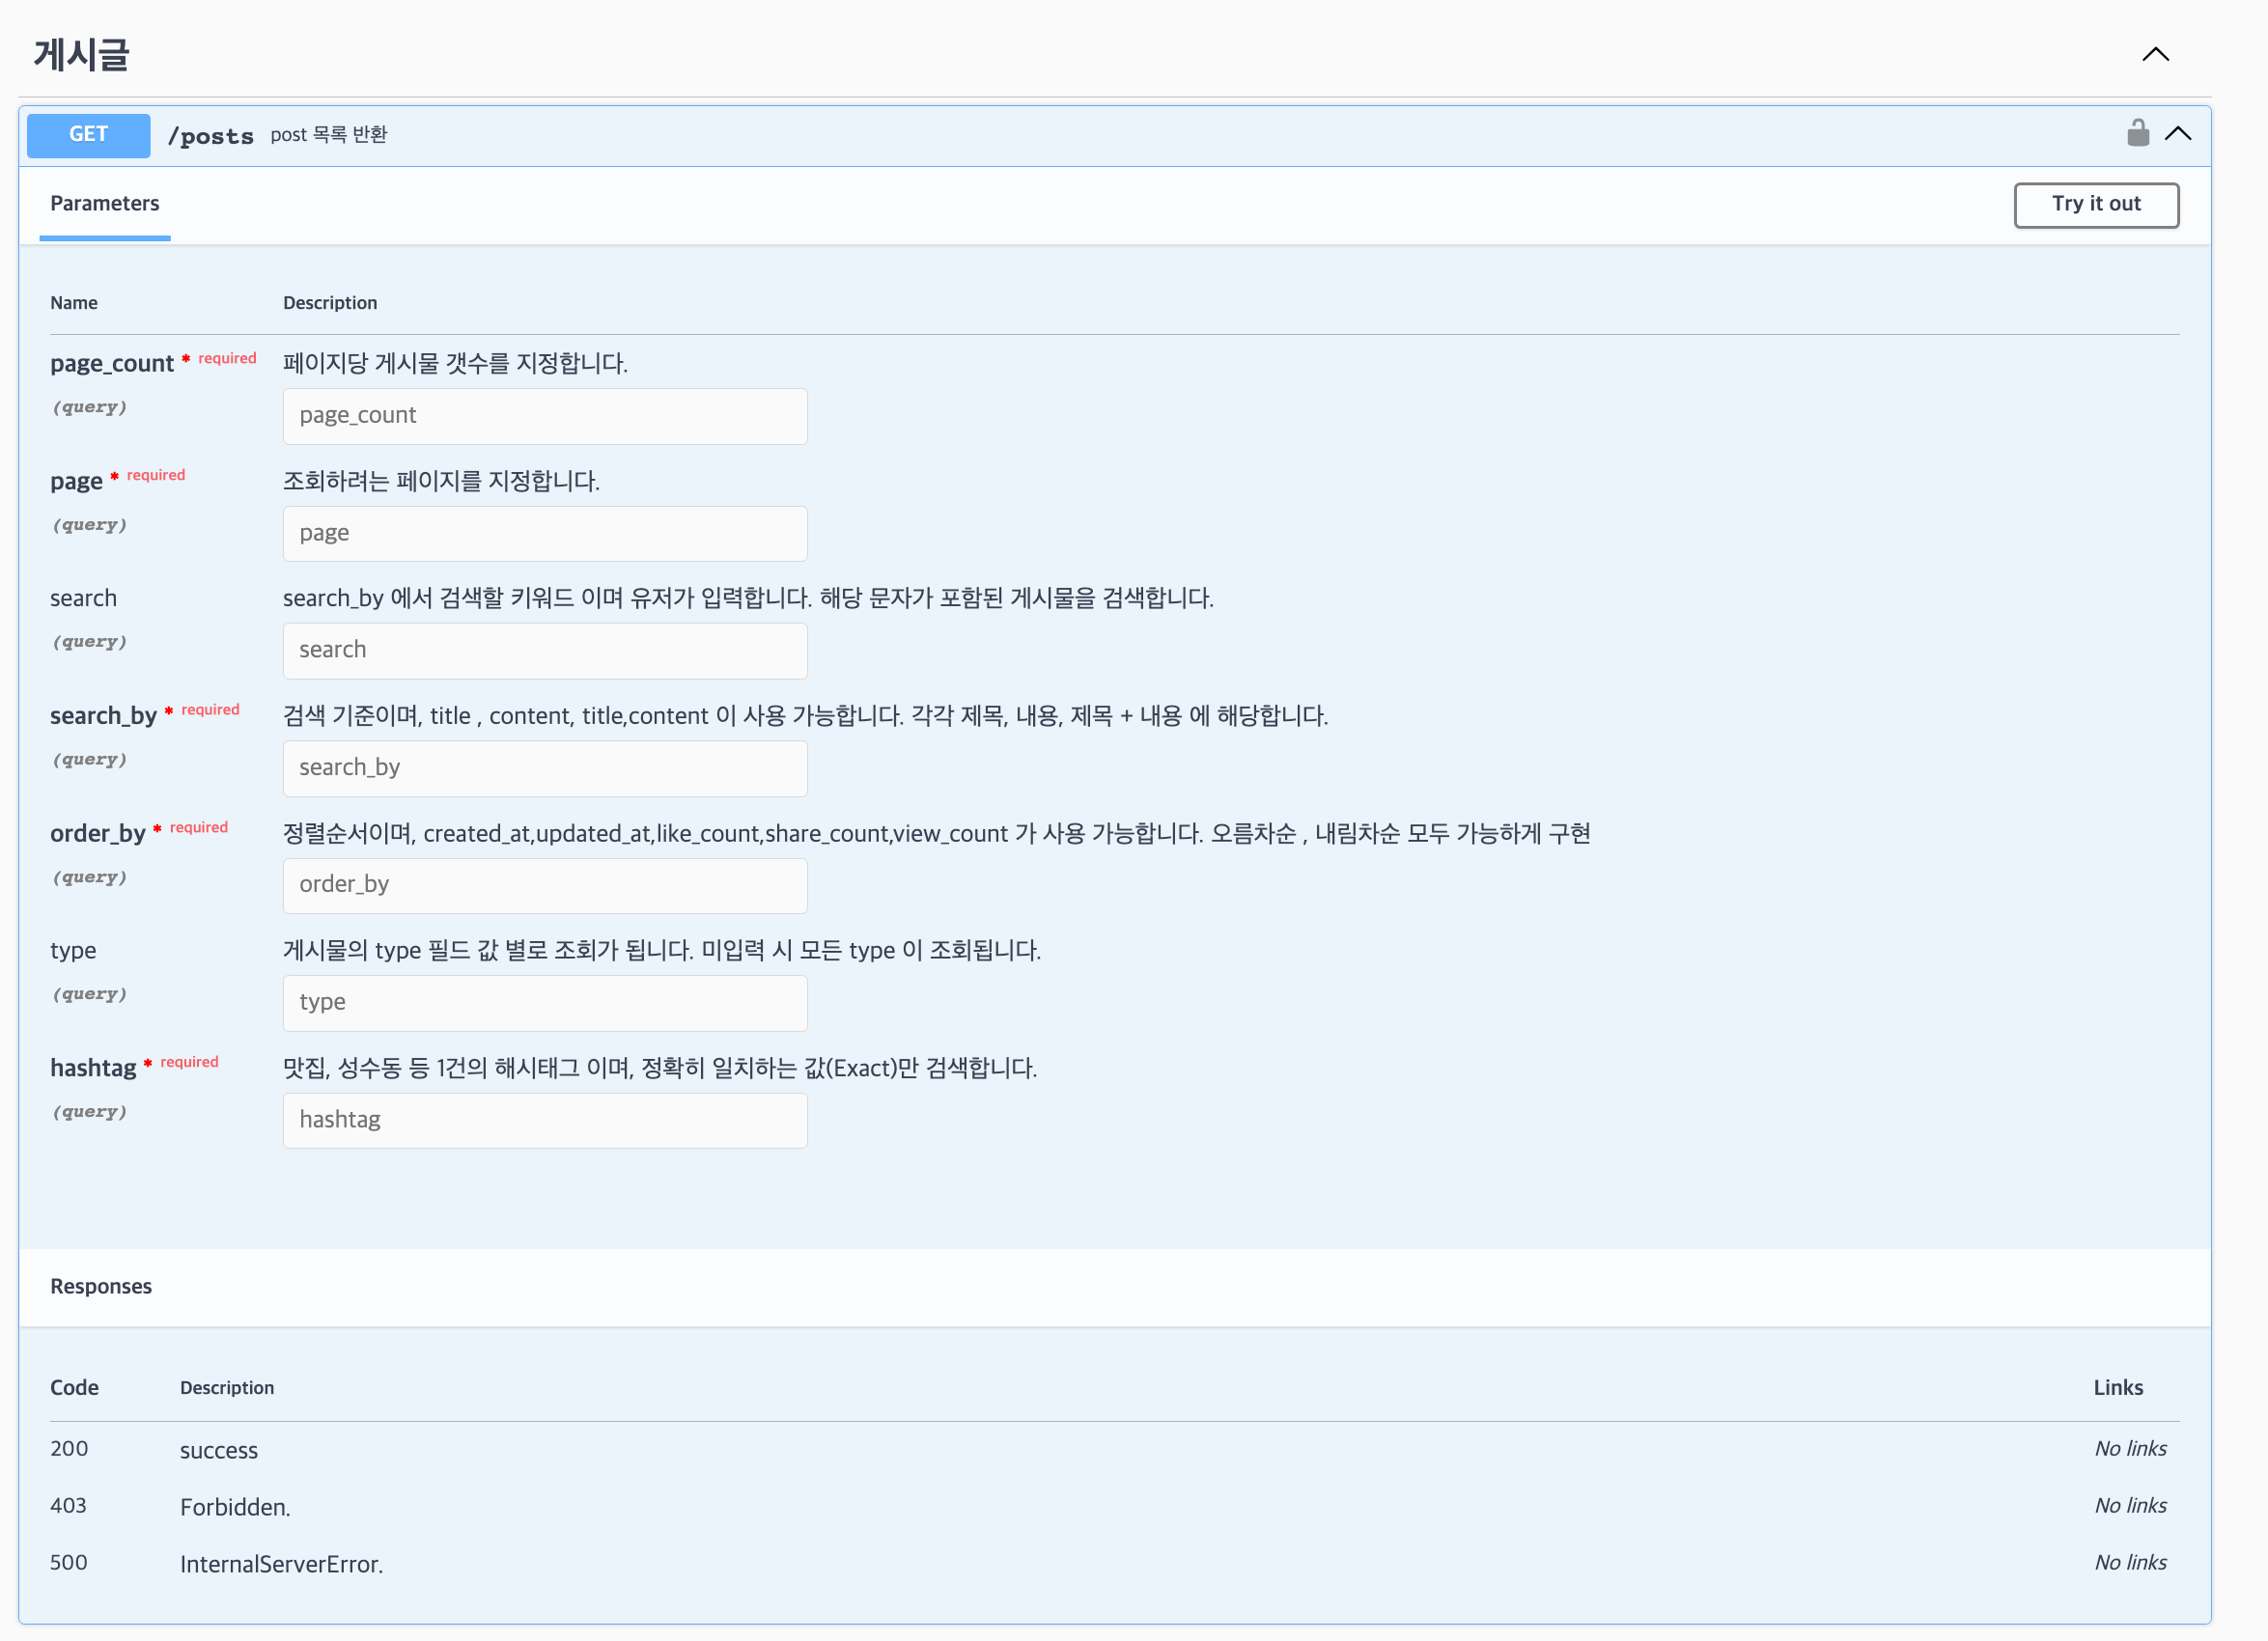 게시글
GET /posts post 목록 반환
Parameters Try it out
Name Description
page_count * required 페이지당 게시물 갯수를 지정합니다.
(query) page_count
page * required 조회하려는 페이지를 지정합니다.
(query) page
search search_by 에서 검색할 키워드 이며 유저가 입력합니다. 해당 문자가 포함된 게시물을 검색합니다.
(query) search
search_by * required 검색 기준이며, title , content, title,content 이 사용 가능합니다. 각각 제목, 내용, 제목 + 내용 에 해당합니다.
(query) search_by
order_by * required 정렬순서이며, created_at,updated_at,like_count,share_count,view_count 가 사용 가능합니다. 오름차순 , 내림차순 모두 가능하게 구현
(query) order_by
type 게시물의 type 필드 값 별로 조회가 됩니다. 미입력 시 모든 type 이 조회됩니다.
(query) type
hashtag * required 맛집, 성수동 등 1건의 해시태그 이며, 정확히 일치하는 값(Exact)만 검색합니다.
(query) hashtag
Responses
Code Description Links
200 success No links
403 Forbidden. No links
500 InternalServerError. No links